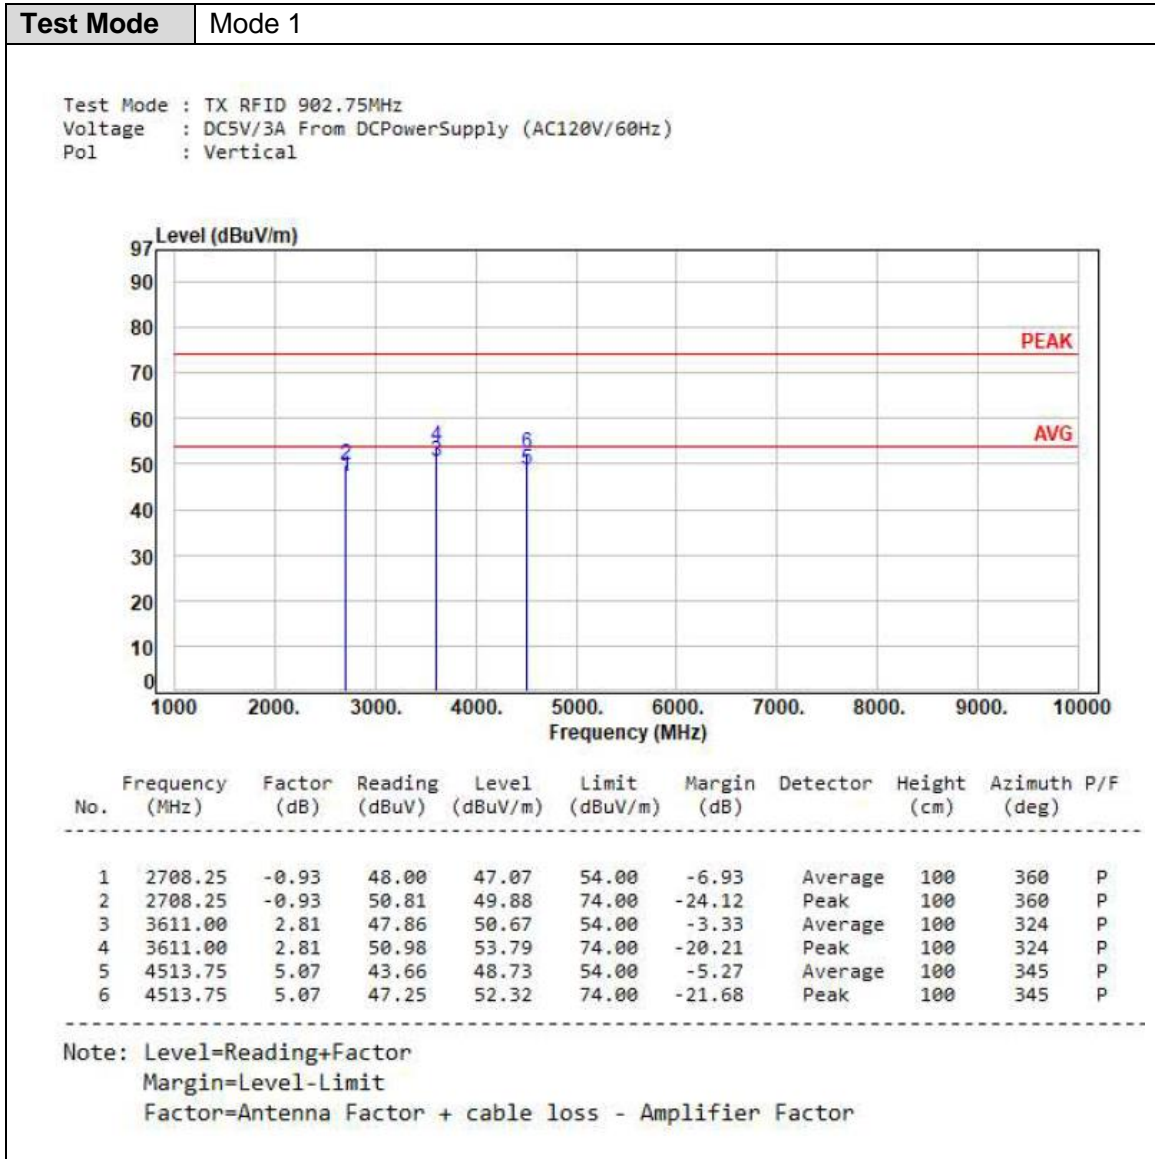 Test Mode Mode 1
Test Mode : TX RFID 902.75MHz
Voltage : DC5V/3A From DCPowerSupply (AC120V/60Hz)
Pol : Vertical
97 Level (dBuV/m)
90
80
PEAK
70
60
4 6 AVG
2 3
1 5
50
40
30
20
10
0
1000 2000. 3000. 4000. 5000. 6000. 7000. 8000. 9000. 10000
Frequency (MHz)
Frequency Factor Reading Level Limit Margin Detector Height Azimuth P/F
No. (MHz) (dB) (dBuV) (dBuV/m) (dBuV/m) (dB) (cm) (deg)
1 2708.25 -0.93 48.00 47.07 54.00 -6.93 Average 100 360 P
2 2708.25 -0.93 50.81 49.88 74.00 -24.12 Peak 100 360 P
3 3611.00 2.81 47.86 50.67 54.00 -3.33 Average 100 324 P
4 3611.00 2.81 50.98 53.79 74.00 -20.21 Peak 100 324 P
5 4513.75 5.07 43.66 48.73 54.00 -5.27 Average 100 345 P
6 4513.75 5.07 47.25 52.32 74.00 -21.68 Peak 100 345 P
Note: Level=Reading+Factor
Margin=Level-Limit
Factor=Antenna Factor + cable loss - Amplifier Factor